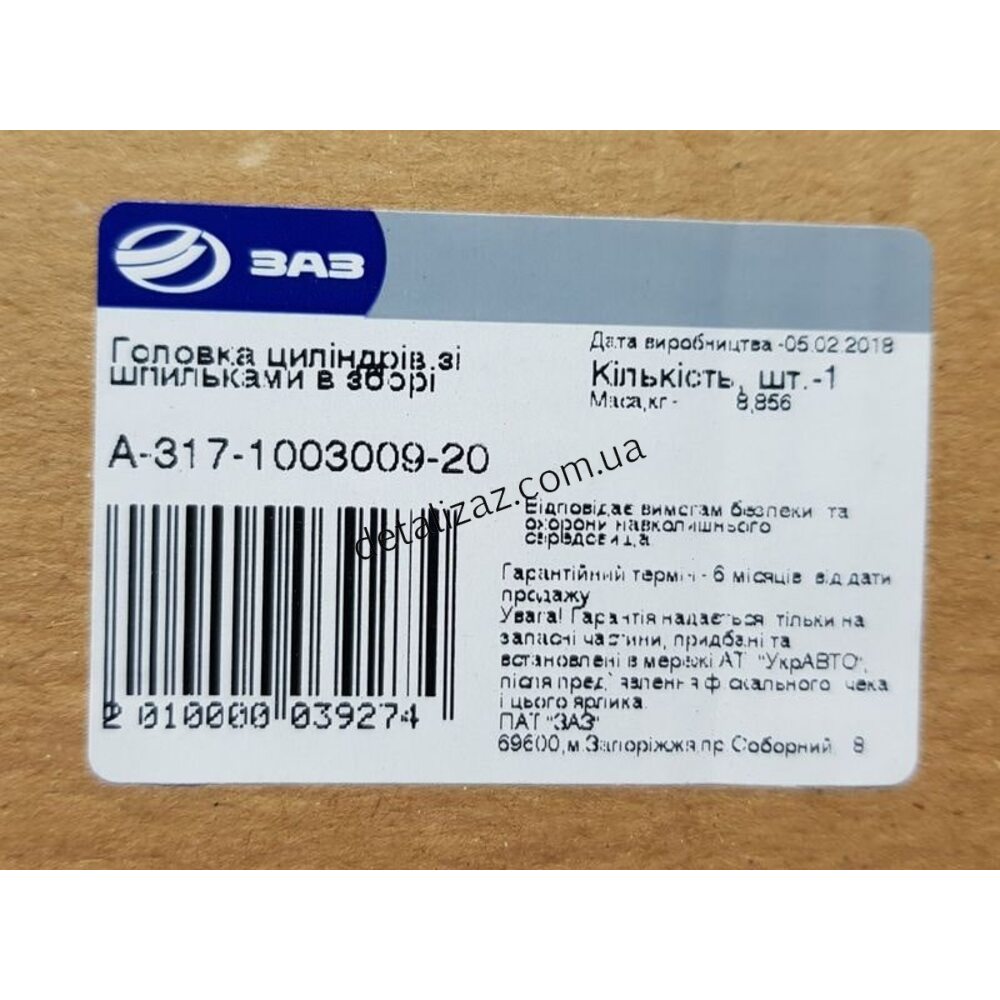 ЗАЗ
Головка циліндрів зі
шпильками в зборі
А-317-1003009-20
Дата виробництва -05.02.2018
Кількість, шт.-1
Маса,кг - 8,856
detalizaz.com.ua
Відповідає вимогам безпеки та
охорони навколишнього
середовища
Гарантійний термін - 6 місяців від дати
продажу
Увага! Гарантія надається тільки на
запасні частини, придбані та
встановлені в мережі АТ "УкрАВТО",
після пред`явлення фіскального чека
і цього ярлика.
ПАТ "ЗАЗ"
69600,м.Запоріжжя,пр.Соборний, 8
2 010000 039274